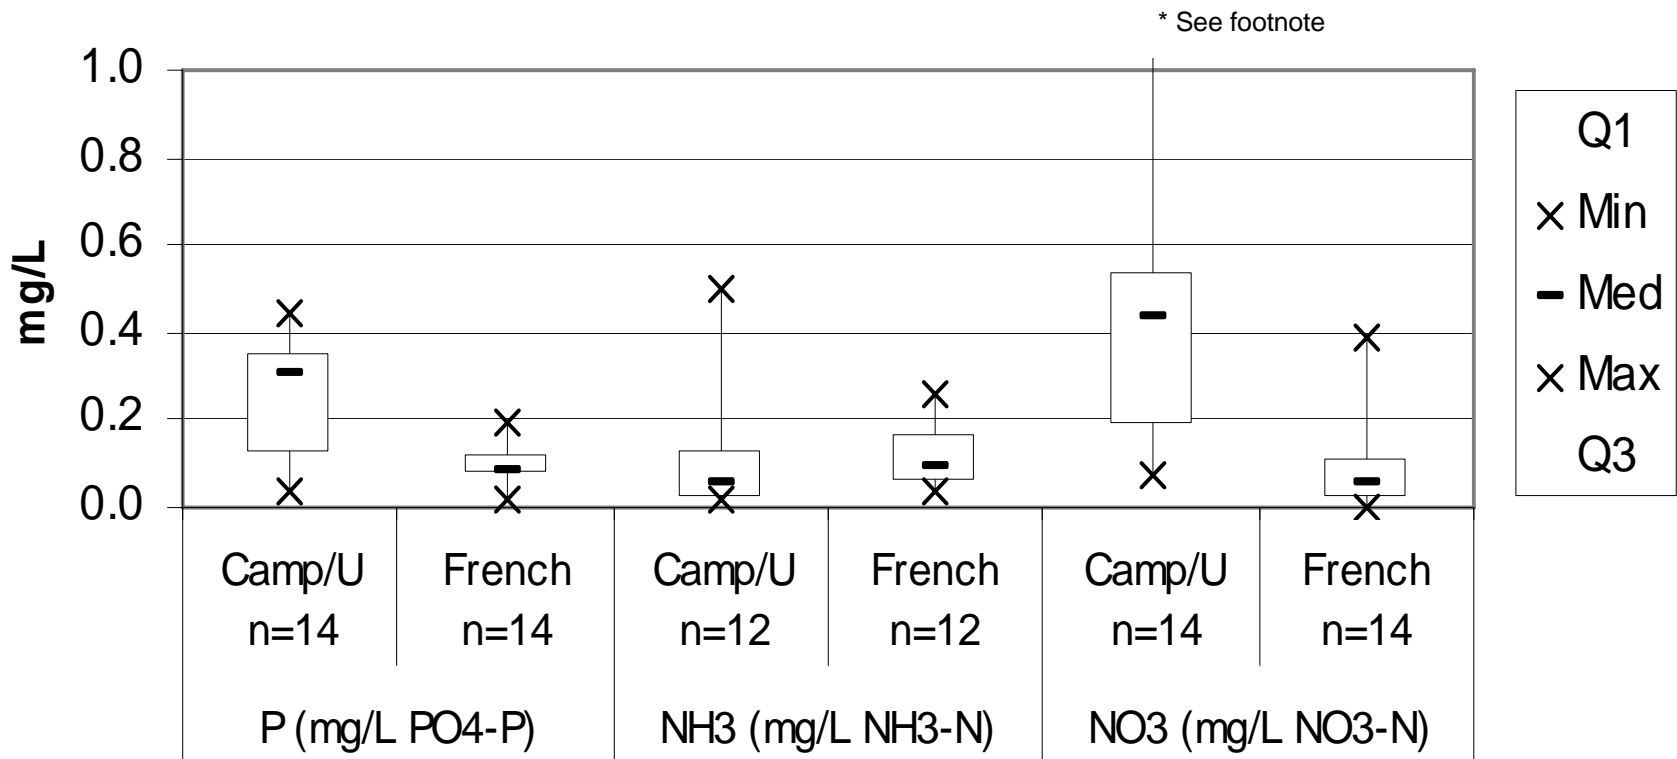 * See footnote
mg/L
1.0
0.8
0.6
0.4
0.2
0.0
Q1
Min
Med
Max
Q3
Camp/U French Camp/U French Camp/U French
n=14 n=14 n=12 n=12 n=14 n=14
P (mg/L PO4-P) NH3 (mg/L NH3-N) NO3 (mg/L NO3-N)